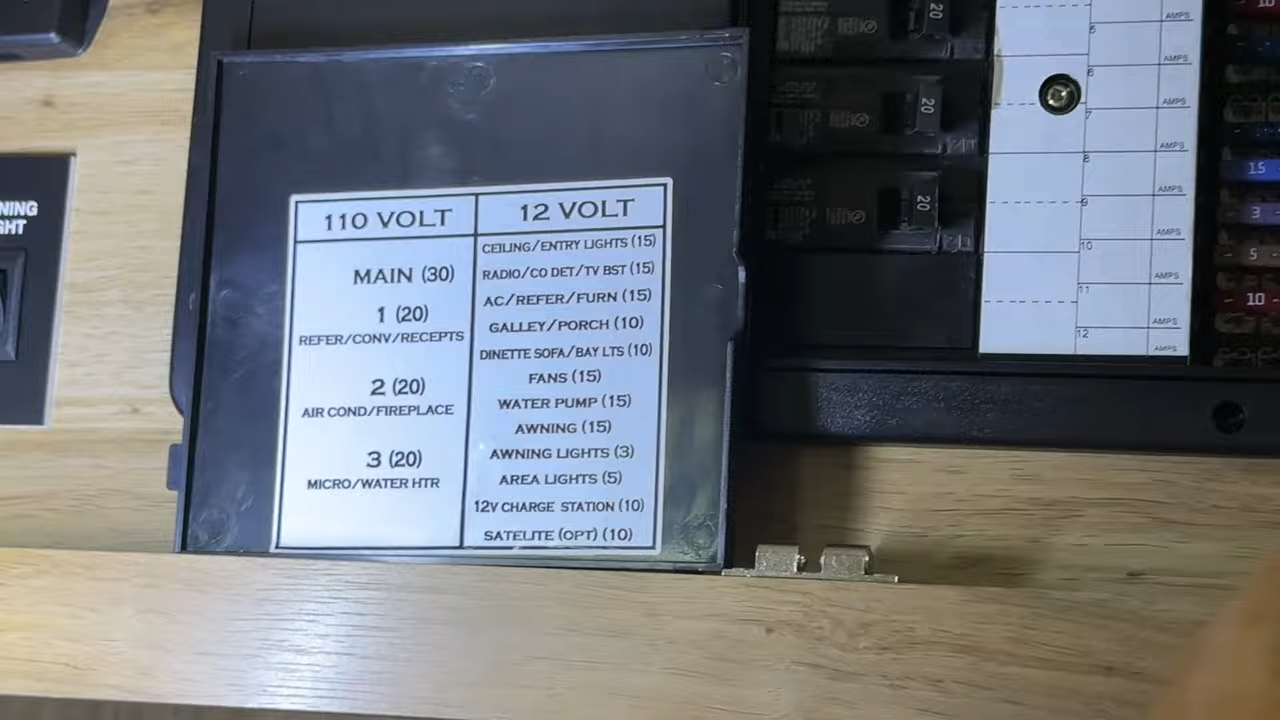 NING
GHT
110 VOLT
MAIN (30)
1 (20)
REFER/CONV/RECEPTS
2 (20)
AIR COND/FIREPLACE
3 (20)
MICRO/WATER HTR
12 VOLT
CEILING/ENTRY LIGHTS (15)
RADIO/CO DET/TV BST (15)
AC/REFER/FURN (15)
GALLEY/PORCH (10)
DINETTE SOFA/BAY LTS (10)
FANS (15)
WATER PUMP (15)
AWNING (15)
AWNING LIGHTS (3)
AREA LIGHTS (5)
12V CHARGE STATION (10)
SATELITE (OPT) (10)
20
20
20
AMPS
5
AMPS
6
AMPS
7
AMPS
8
AMPS
9
AMPS
10
AMPS
11
AMPS
12
AMPS
10
15
3
5
10